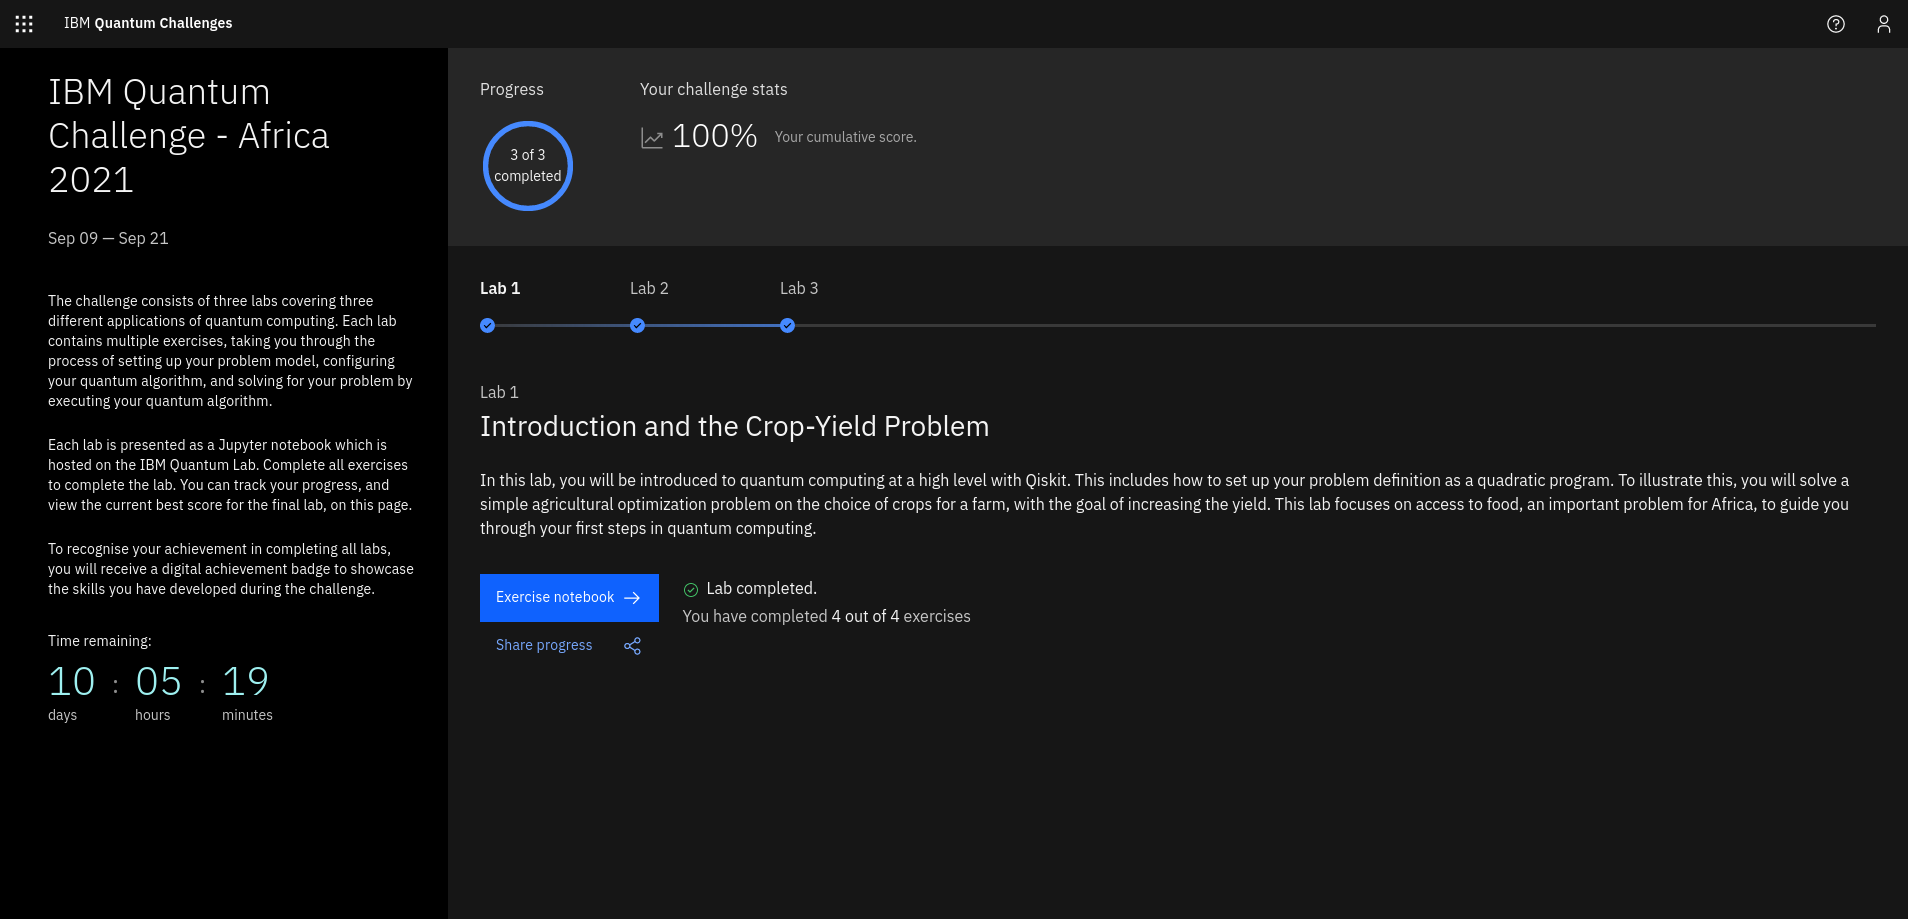 IBM Quantum Challenges
IBM Quantum
Challenge - Africa
2021
Sep 09 — Sep 21
The challenge consists of three labs covering three
different applications of quantum computing. Each lab
contains multiple exercises, taking you through the
process of setting up your problem model, configuring
your quantum algorithm, and solving for your problem by
executing your quantum algorithm.
Each lab is presented as a Jupyter notebook which is
hosted on the IBM Quantum Lab. Complete all exercises
to complete the lab. You can track your progress, and
view the current best score for the final lab, on this page.
To recognise your achievement in completing all labs,
you will receive a digital achievement badge to showcase
the skills you have developed during the challenge.
Time remaining:
10 : 05 : 19
days hours minutes
Progress
3 of 3
completed
Your challenge stats
100% Your cumulative score.
Lab 1 Lab 2 Lab 3
Lab 1
Introduction and the Crop-Yield Problem
In this lab, you will be introduced to quantum computing at a high level with Qiskit. This includes how to set up your problem definition as a quadratic program. To illustrate this, you will solve a
simple agricultural optimization problem on the choice of crops for a farm, with the goal of increasing the yield. This lab focuses on access to food, an important problem for Africa, to guide you
through your first steps in quantum computing.
Exercise notebook
Share progress
Lab completed.
You have completed 4 out of 4 exercises